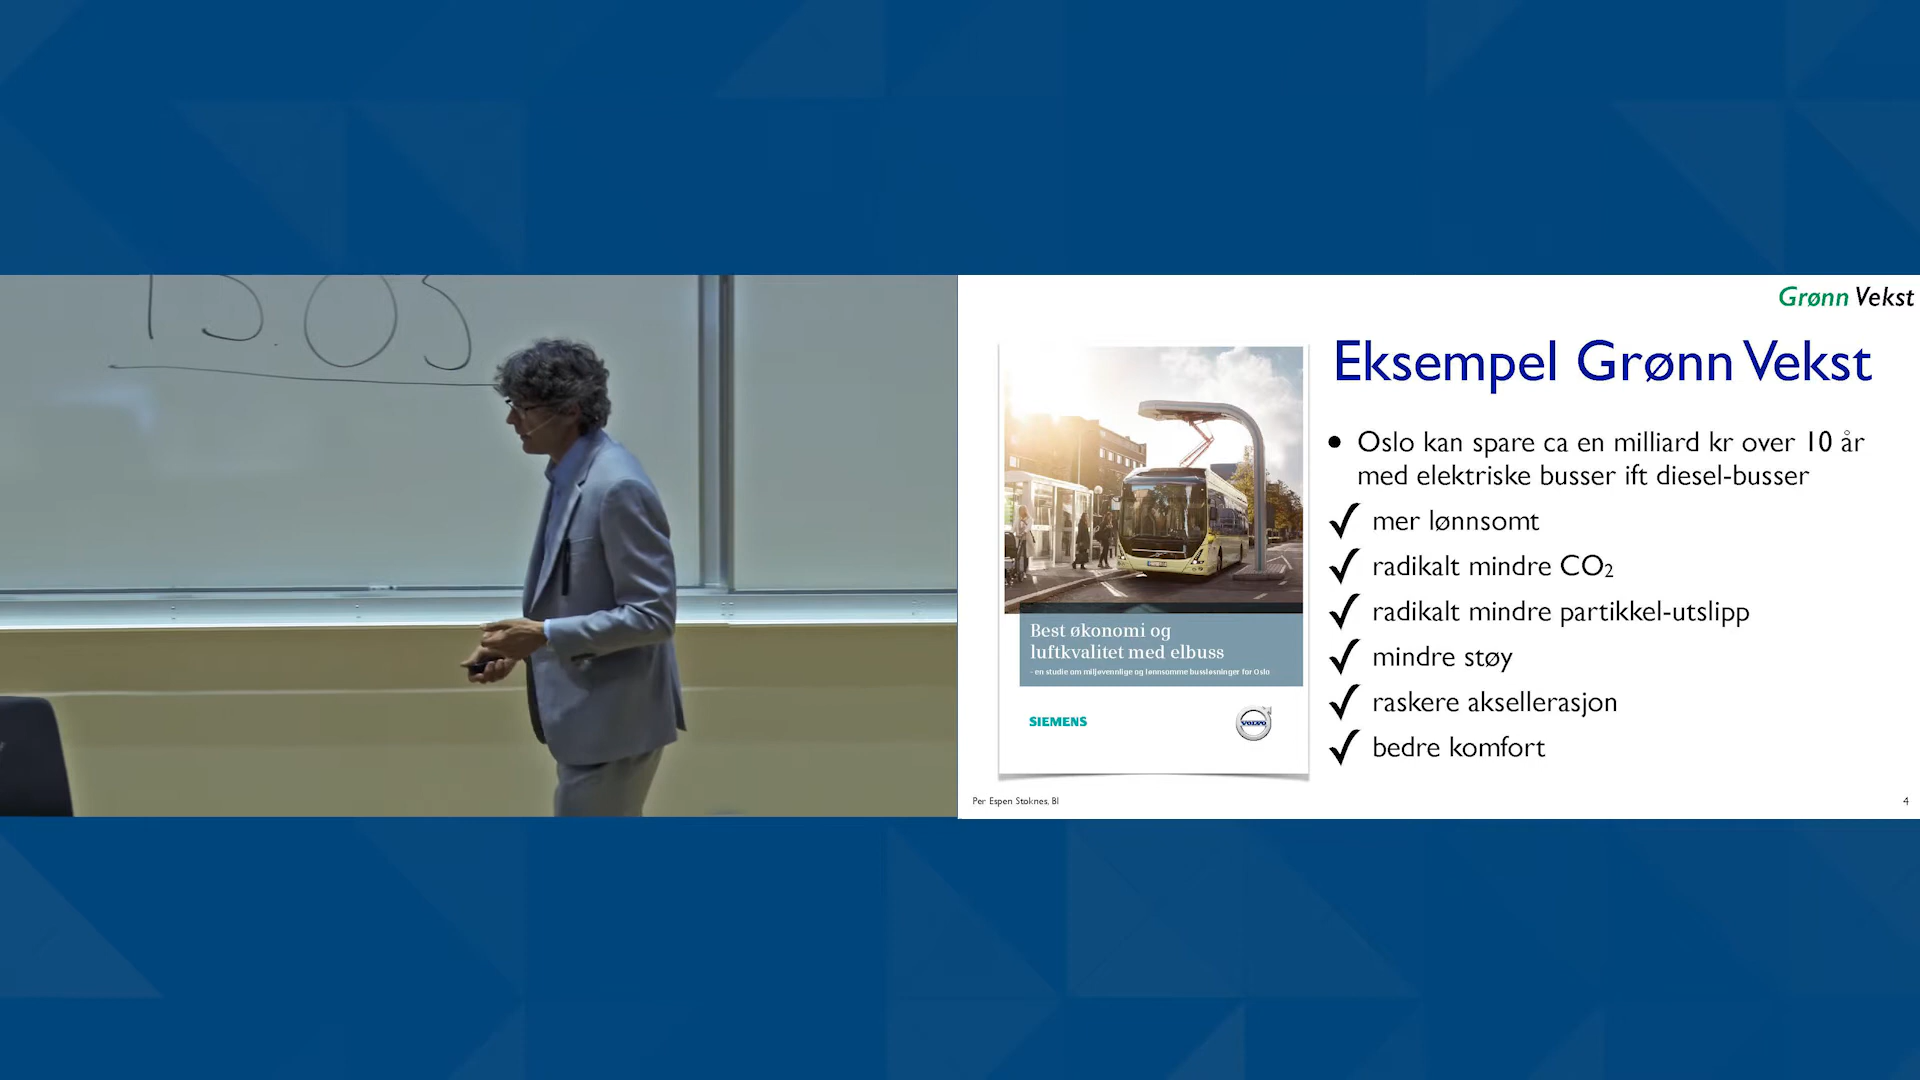 15.05
Grønn Vekst
Eksempel Grønn Vekst
• Oslo kan spare ca en milliard kr over 10 år
med elektriske busser ift diesel-busser
✓ mer lønnsomt
✓ radikalt mindre CO₂
✓ radikalt mindre partikkel-utslipp
✓ mindre støy
✓ raskere aksellerasjon
✓ bedre komfort
Best økonomi og
luftkvalitet med elbuss
- en studie om miljøvennlige og lønnsomme bussløsninger for Oslo
SIEMENS
VOLVO
Per Espen Stoknes, BI
4